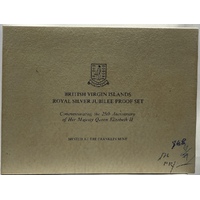 BRITISH VIRGIN ISLANDS
ROYAL SILVER JUBILEE PROOF SET
Commemorating the 25th Anniversary
of Her Majesty Queen Elizabeth II
MINTED AT THE FRANKLIN MINT